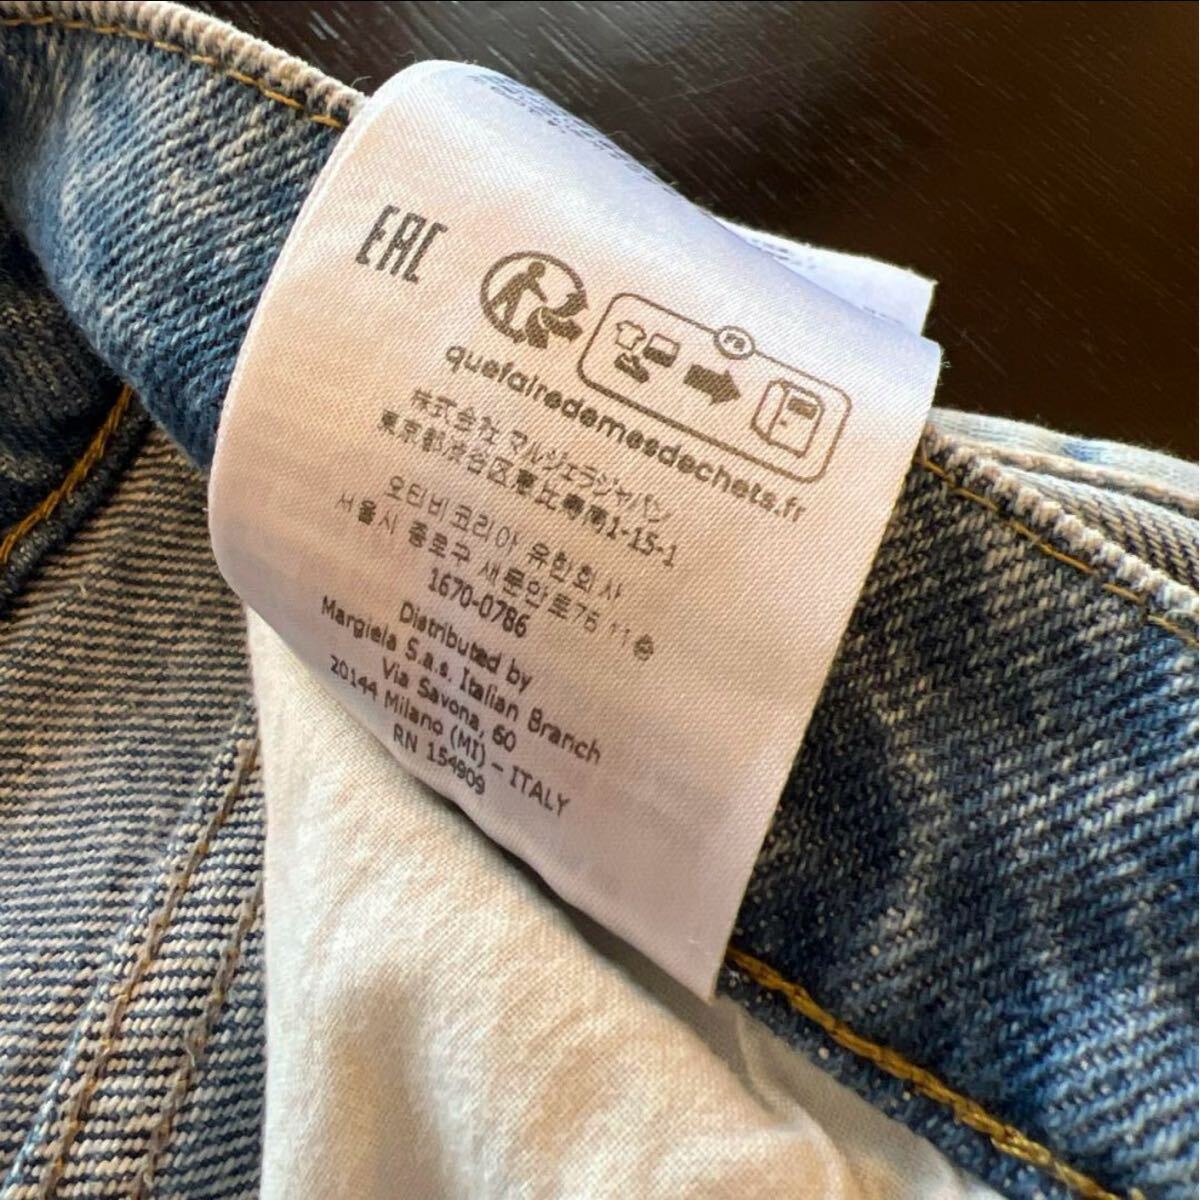 EAC
FR
quefairedemesdechets.fr
株式会社 マルジェラジャパン
東京都渋谷区恵比寿南1-15-1
오티비코리아 유한회사
서울시 종로구 새문안로76 11층
1670-0786
Distributed by
Margiela S.a.s. Italian Branch
Via Savona, 60
20144 Milano (MI) - ITALY
RN 154909